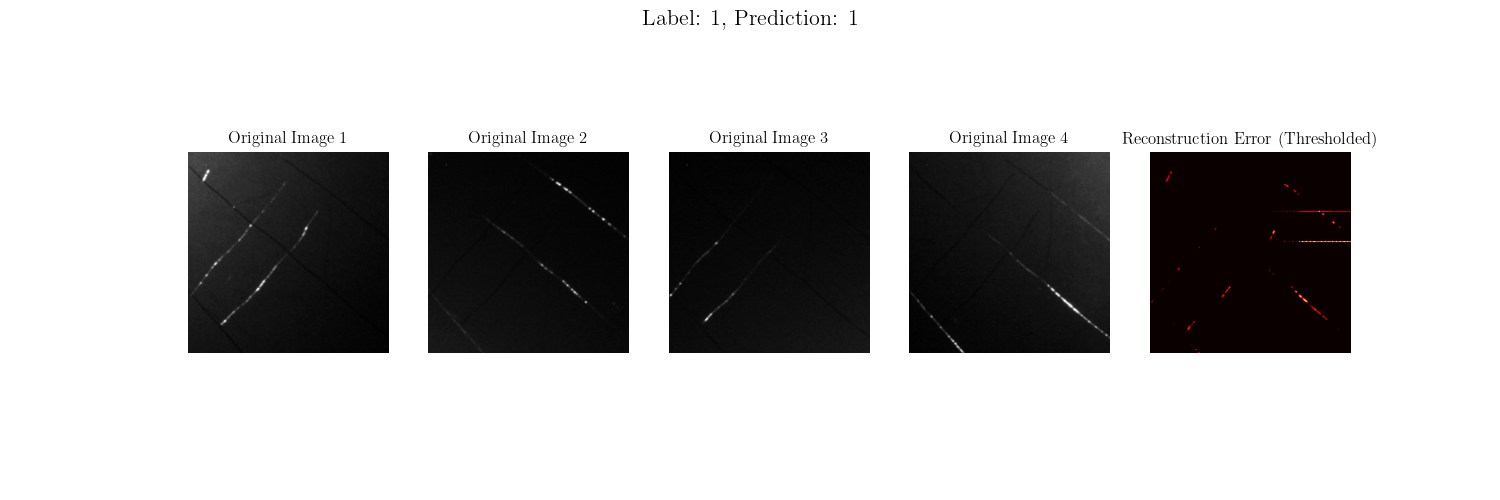 Label: 1, Prediction: 1
Original Image 1
Original Image 2
Original Image 3
Original Image 4
Reconstruction Error (Thresholded)